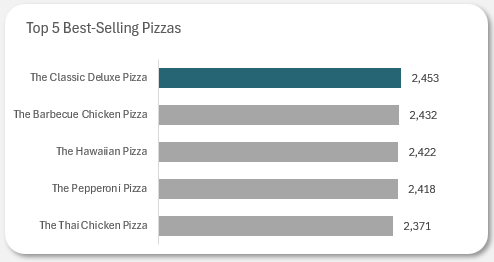 Top 5 Best-Selling Pizzas
The Classic Deluxe Pizza 2,453
The Barbecue Chicken Pizza 2,432
The Hawaiian Pizza 2,422
The Pepperoni Pizza 2,418
The Thai Chicken Pizza 2,371